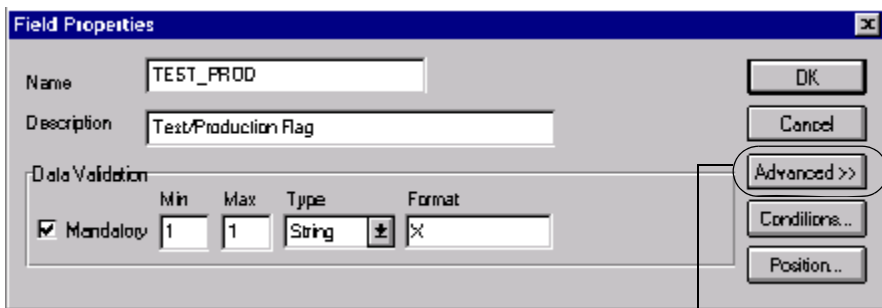 Field Properties
Name TEST_PROD OK
Description Test/Production Flag Cancel
Advanced >>
Data Validation
Min Max Type Format
Mandatory 1 1 String X Conditions...
Position...